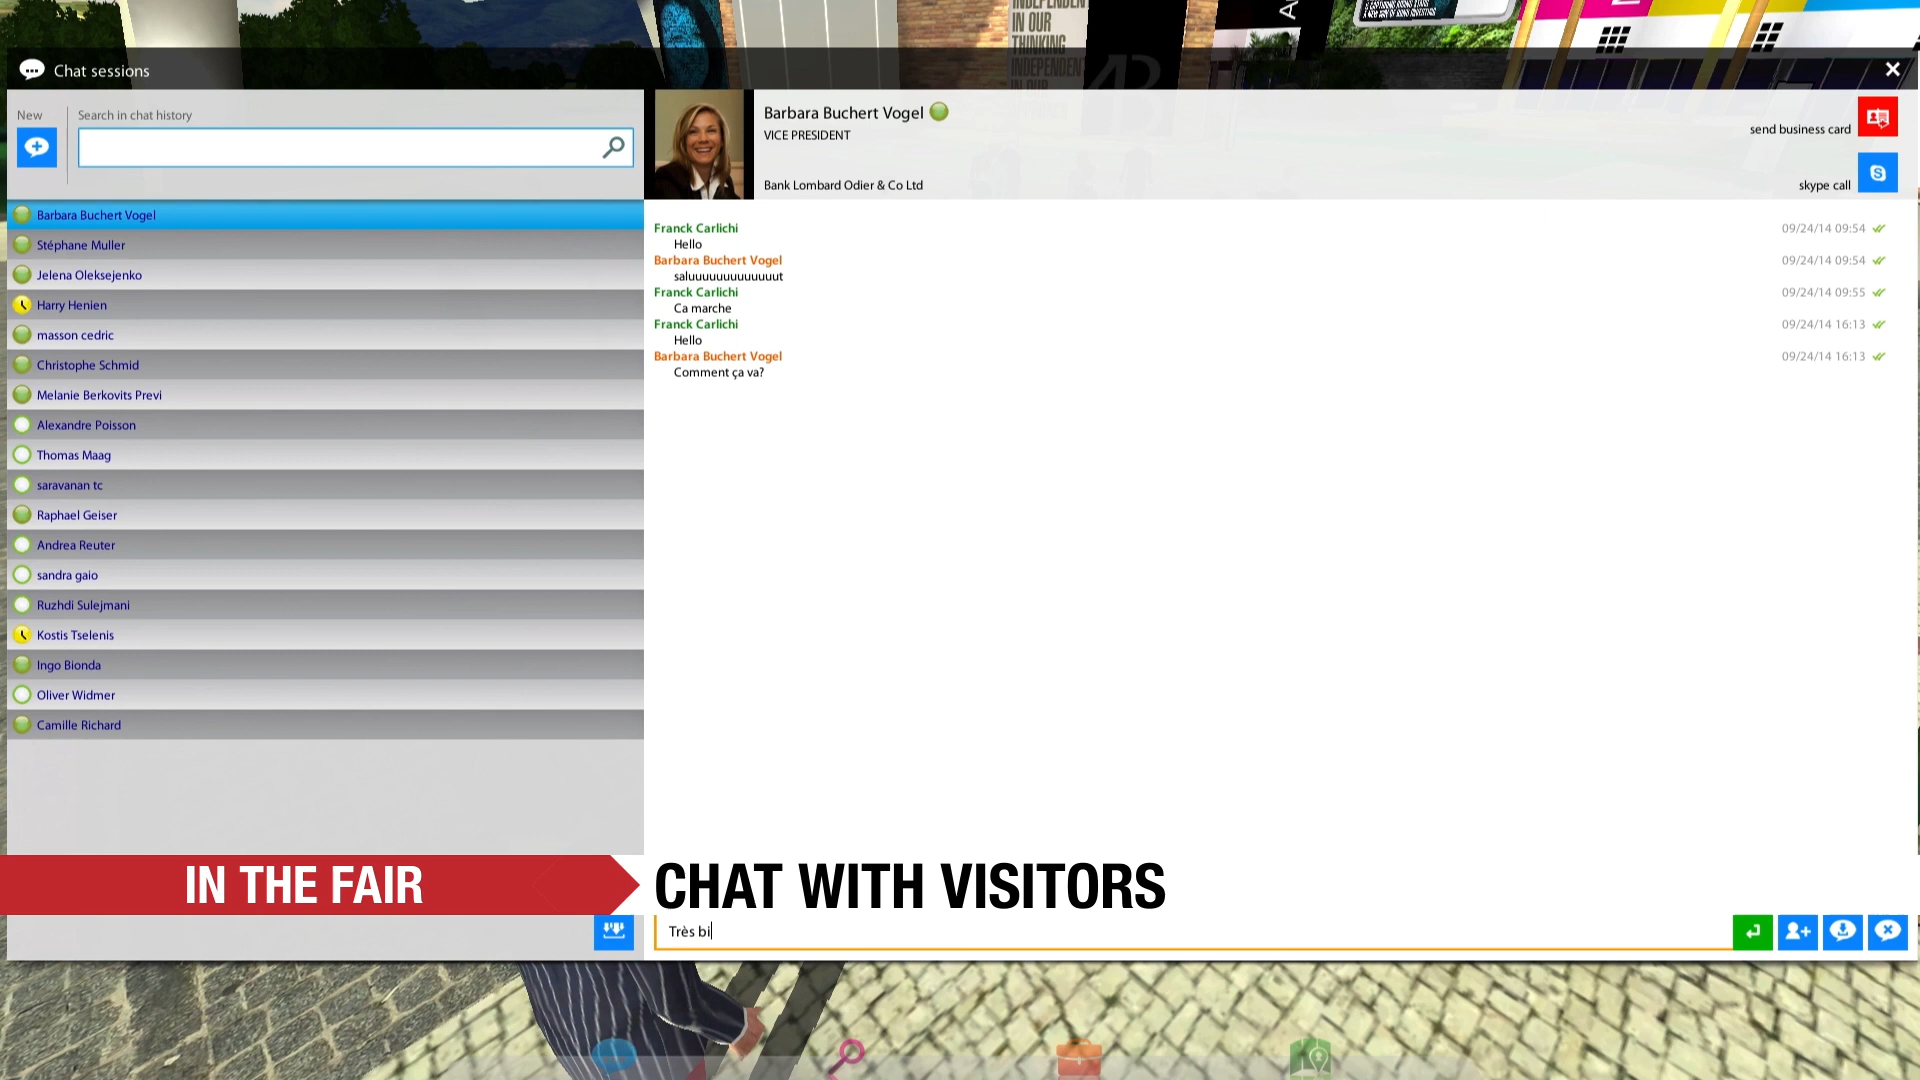 INDEPENDENT
IN OUR
THINKING
INDEPENDENT
IN OUR
Chat sessions
New
Search in chat history
Barbara Buchert Vogel
VICE PRESIDENT
Bank Lombard Odier & Co Ltd
send business card
skype call
Barbara Buchert Vogel
Stéphane Muller
Jelena Oleksejenko
Harry Henien
masson cedric
Christophe Schmid
Melanie Berkovits Previ
Alexandre Poisson
Thomas Maag
saravanan tc
Raphael Geiser
Andrea Reuter
sandra gaio
Ruzhdi Sulejmani
Kostis Tselenis
Ingo Bionda
Oliver Widmer
Camille Richard
Franck Carlichi 09/24/14 09:54
Hello
Barbara Buchert Vogel 09/24/14 09:54
saluuuuuuuuuuuuut
Franck Carlichi 09/24/14 09:55
Ca marche
Franck Carlichi 09/24/14 16:13
Hello
Barbara Buchert Vogel 09/24/14 16:13
Comment ça va?
IN THE FAIR
CHAT WITH VISITORS
Très bi